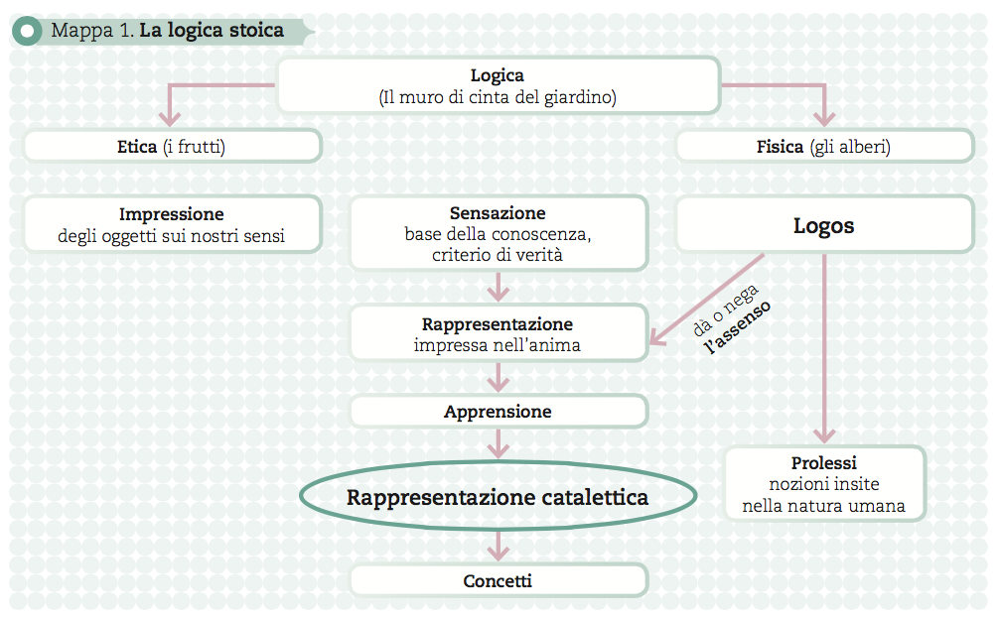 Mappa 1. La logica stoica
Logica
(Il muro di cinta del giardino)
Etica (i frutti)
Fisica (gli alberi)
Impressione
degli oggetti sui nostri sensi
Sensazione
base della conoscenza,
criterio di verità
Logos
dà o nega
l'assenso
Rappresentazione
impressa nell'anima
Apprensione
Rappresentazione catalettica
Prolessi
nozioni insite
nella natura umana
Concetti